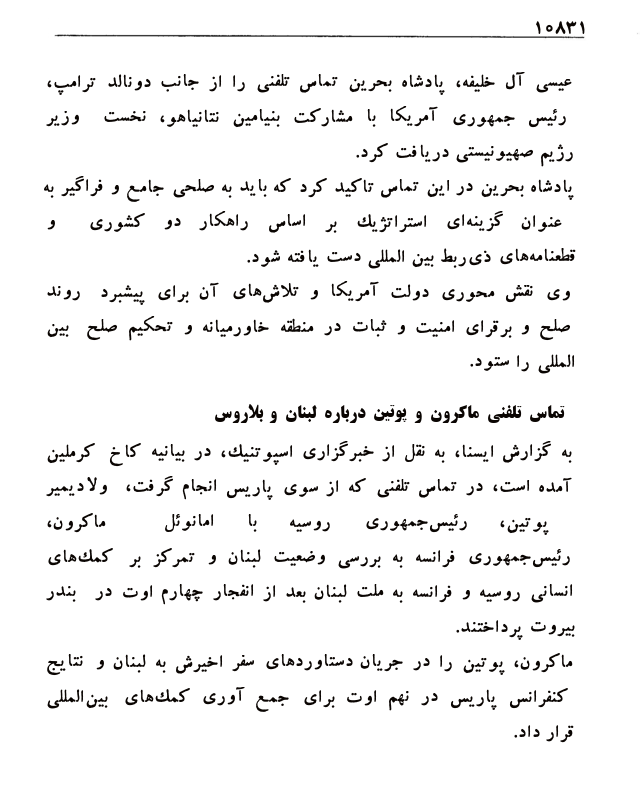 ۱۰۸۳۱
عیسی آل خلیفه، پادشاه بحرین تماس تلفنی را از جانب دونالد ترامپ،
رئیس جمهوری آمریکا با مشارکت بنیامین نتانیاهو، نخست وزیر
رژیم صهیونیستی دریافت کرد.
پادشاه بحرین در این تماس تاکید کرد که باید به صلحی جامع و فراگیر به
عنوان گزینه‌ای استراتژیک بر اساس راهکار دو کشوری و
قطعنامه‌های ذی‌ربط بین المللی دست یافته شود.
وی نقش محوری دولت آمریکا و تلاش‌های آن برای پیشبرد روند
صلح و برقرای امنیت و ثبات در منطقه خاورمیانه و تحکیم صلح بین
المللی را ستود.
تماس تلفنی ماکرون و پوتین درباره لبنان و بلاروس
به گزارش ایسنا، به نقل از خبرگزاری اسپوتنیک، در بیانیه کاخ کرملین
آمده است، در تماس تلفنی که از سوی پاریس انجام گرفت، ولادیمیر
پوتین، رئیس‌جمهوری روسیه با امانوئل ماکرون،
رئیس‌جمهوری فرانسه به بررسی وضعیت لبنان و تمرکز بر کمک‌های
انسانی روسیه و فرانسه به ملت لبنان بعد از انفجار چهارم اوت در بندر
بیروت پرداختند.
ماکرون، پوتین را در جریان دستاوردهای سفر اخیرش به لبنان و نتایج
کنفرانس پاریس در نهم اوت برای جمع آوری کمک‌های بین‌المللی
قرار داد.